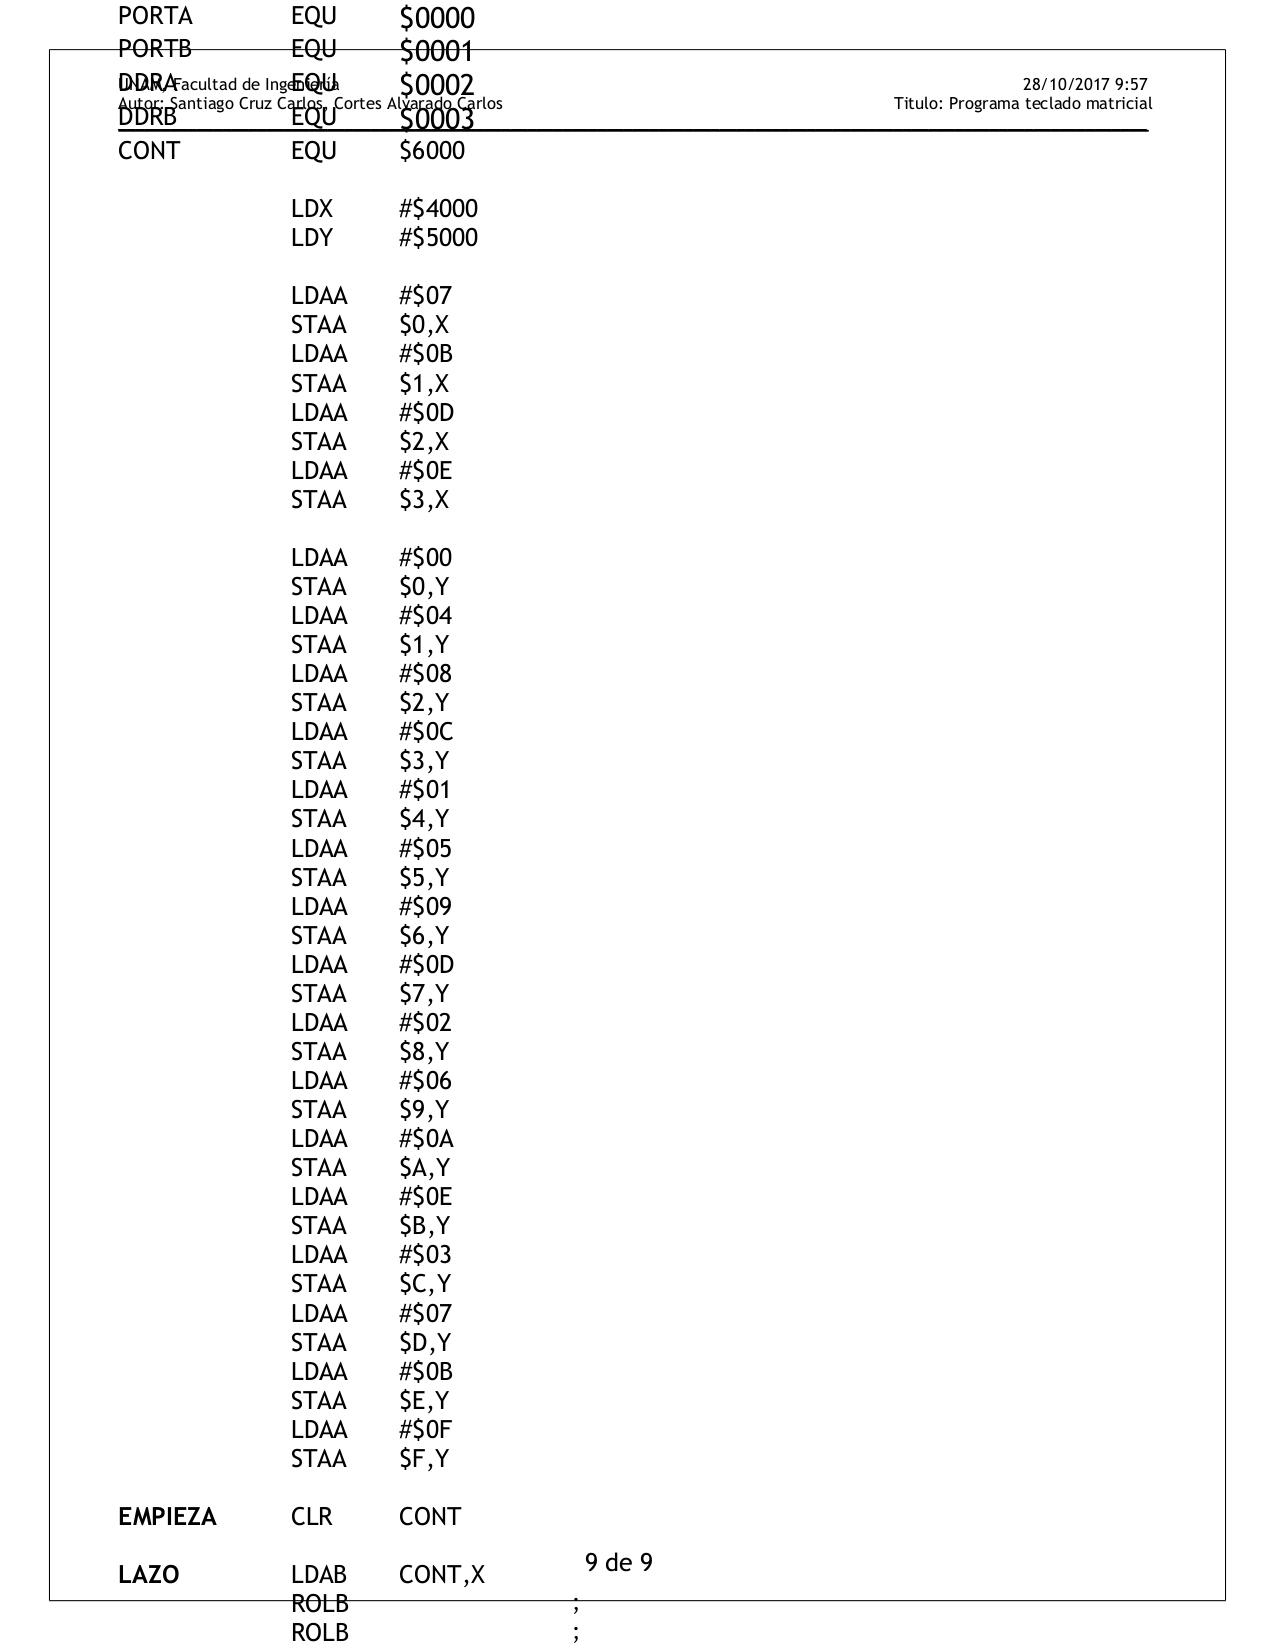 PORTA EQU $0000
PORTB EQU $0001
UNAM, Facultad de Ingeniería 28/10/2017 9:57
DDRA EQU $0002
Autor: Santiago Cruz Carlos, Cortes Alvarado Carlos Titulo: Programa teclado matricial
DDRB EQU $0003
CONT EQU $6000
LDX #$4000
LDY #$5000
LDAA #$07
STAA $0,X
LDAA #$0B
STAA $1,X
LDAA #$0D
STAA $2,X
LDAA #$0E
STAA $3,X
LDAA #$00
STAA $0,Y
LDAA #$04
STAA $1,Y
LDAA #$08
STAA $2,Y
LDAA #$0C
STAA $3,Y
LDAA #$01
STAA $4,Y
LDAA #$05
STAA $5,Y
LDAA #$09
STAA $6,Y
LDAA #$0D
STAA $7,Y
LDAA #$02
STAA $8,Y
LDAA #$06
STAA $9,Y
LDAA #$0A
STAA $A,Y
LDAA #$0E
STAA $B,Y
LDAA #$03
STAA $C,Y
LDAA #$07
STAA $D,Y
LDAA #$0B
STAA $E,Y
LDAA #$0F
STAA $F,Y
EMPIEZA CLR CONT
9 de 9
LAZO LDAB CONT,X
ROLB ;
ROLB ;